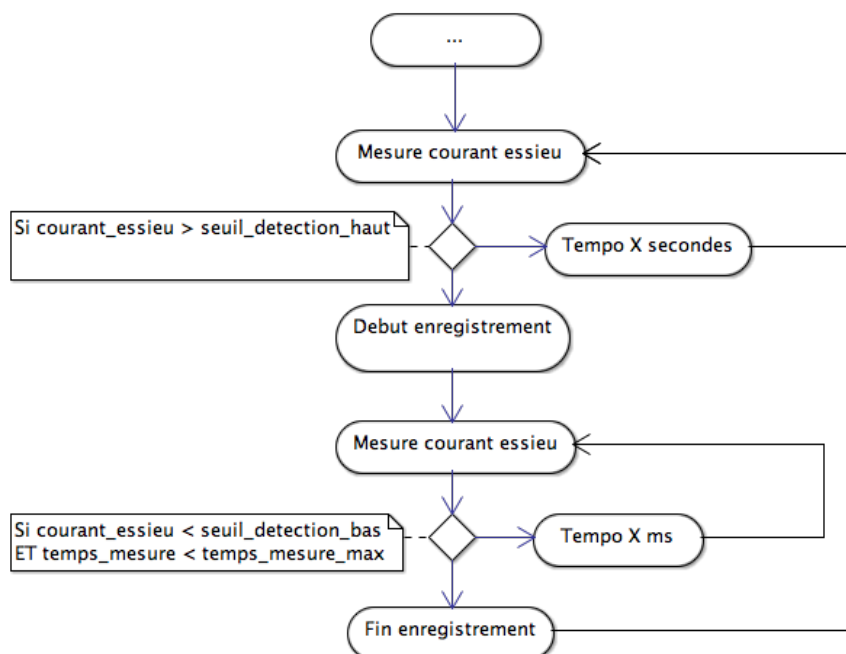 ...
Mesure courant essieu
Si courant_essieu > seuil_detection_haut
Tempo X secondes
Debut enregistrement
Mesure courant essieu
Si courant_essieu < seuil_detection_bas
ET temps_mesure < temps_mesure_max
Tempo X ms
Fin enregistrement